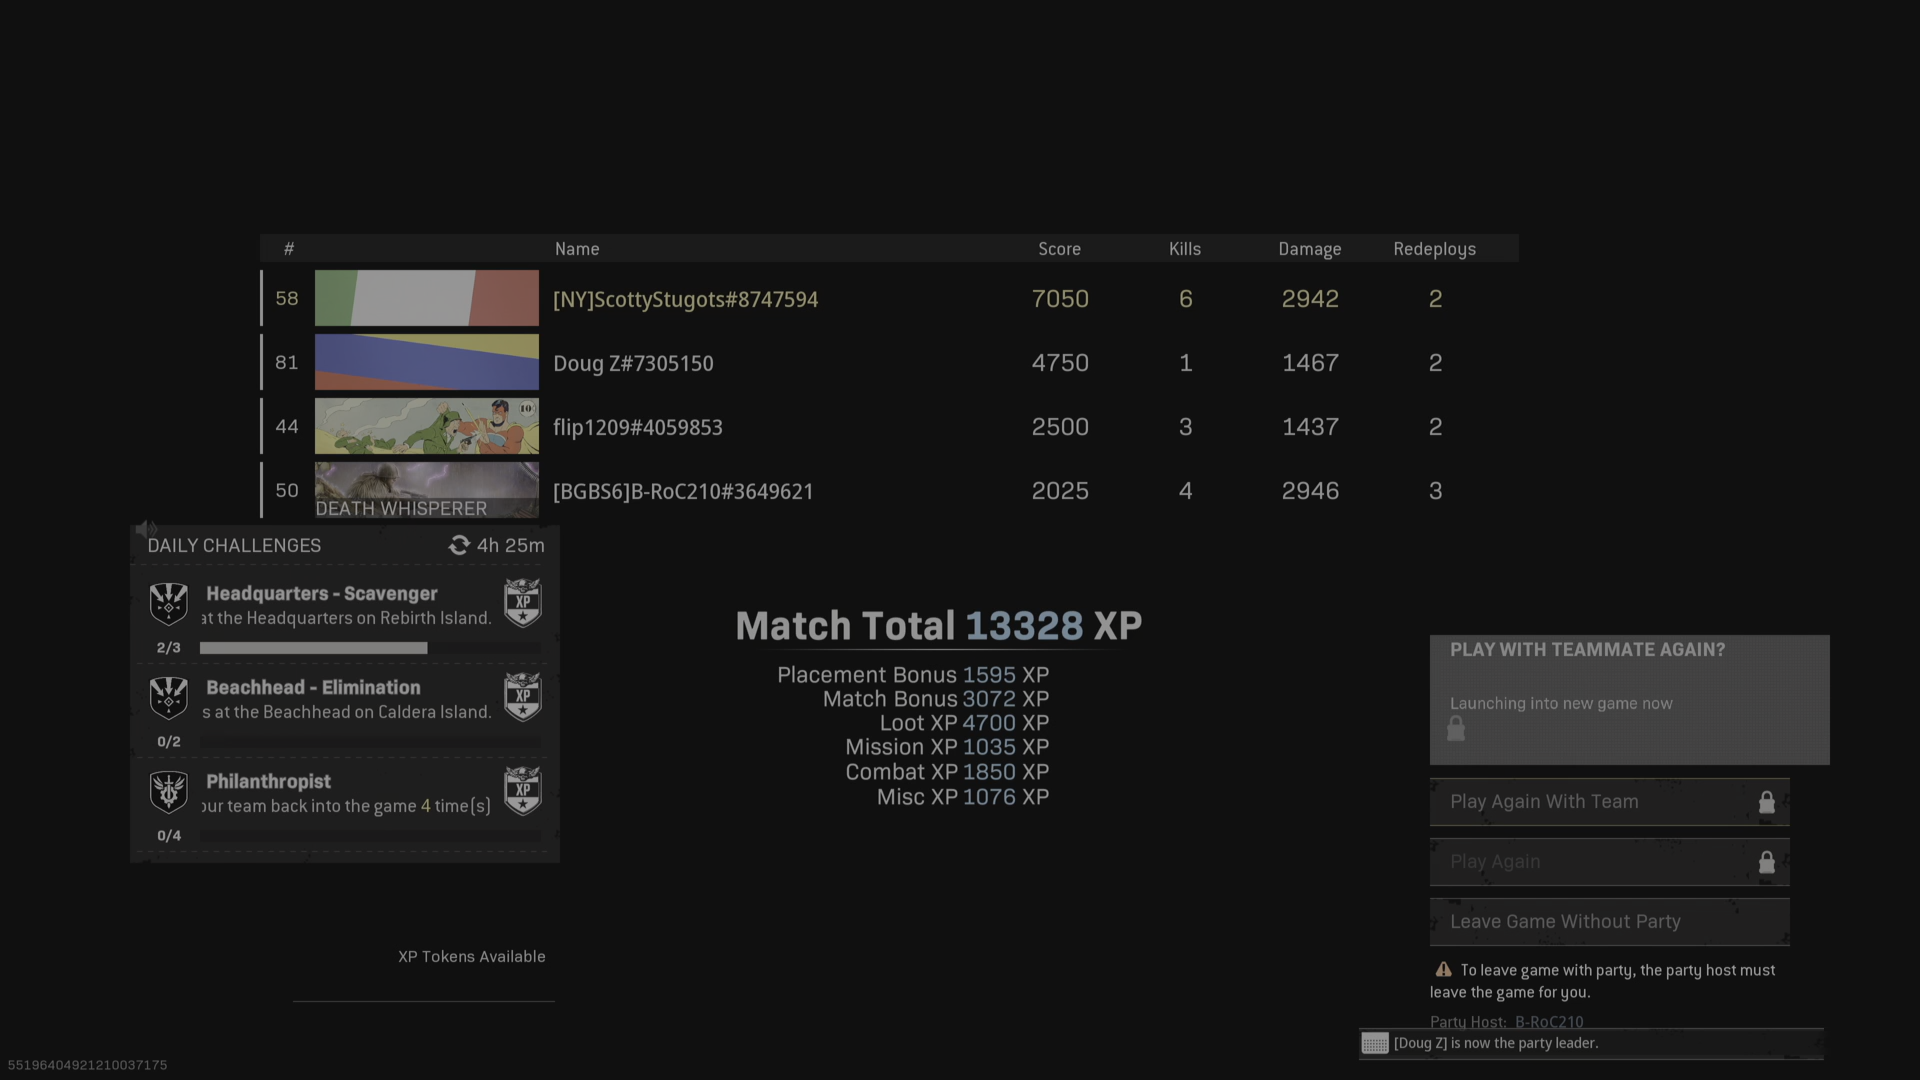 # Name Score Kills Damage Redeploys
58 [NY]ScottyStugots#8747594 7050 6 2942 2
81 Doug Z#7305150 4750 1 1467 2
10¢
44 flip1209#4059853 2500 3 1437 2
50 [BGBS6]B-RoC210#3649621 2025 4 2946 3
DEATH WHISPERER
DAILY CHALLENGES 4h 25m
Headquarters - Scavenger
at the Headquarters on Rebirth Island.
XP
2/3
Beachhead - Elimination
s at the Beachhead on Caldera Island.
XP
0/2
Philanthropist
our team back into the game 4 time(s)
XP
0/4
XP Tokens Available
Match Total 13328 XP
Placement Bonus 1595 XP
Match Bonus 3072 XP
Loot XP 4700 XP
Mission XP 1035 XP
Combat XP 1850 XP
Misc XP 1076 XP
PLAY WITH TEAMMATE AGAIN?
Launching into new game now
Play Again With Team
Play Again
Leave Game Without Party
To leave game with party, the party host must
leave the game for you.
Party Host: B-RoC210
[Doug Z] is now the party leader.
55196404921210037175